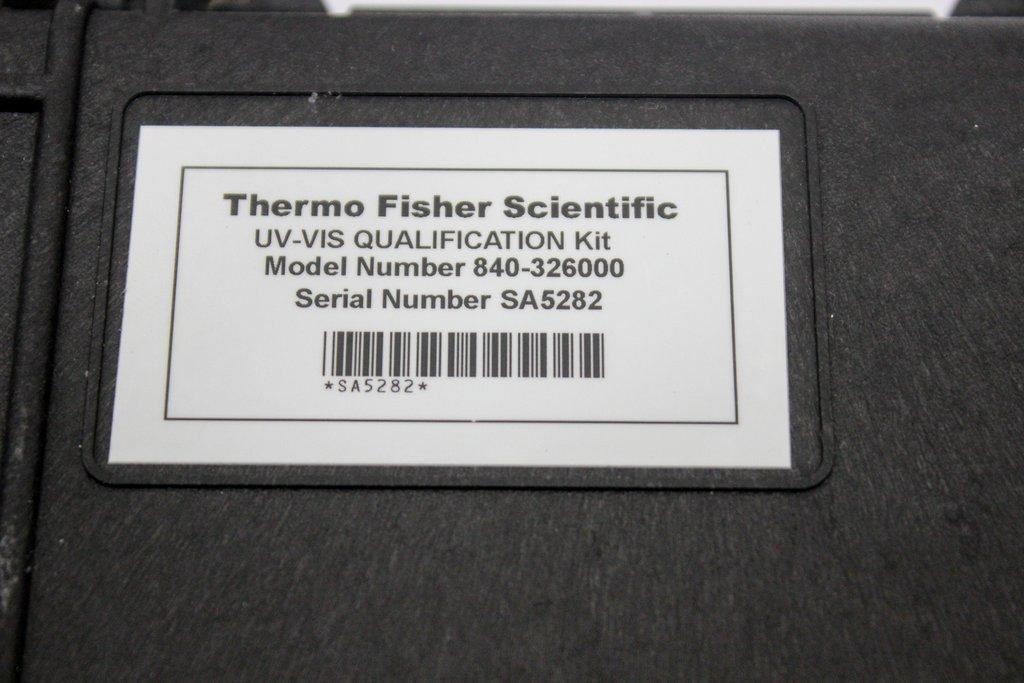 Thermo Fisher Scientific
UV-VIS QUALIFICATION Kit
Model Number 840-326000
Serial Number SA5282
*SA5282*